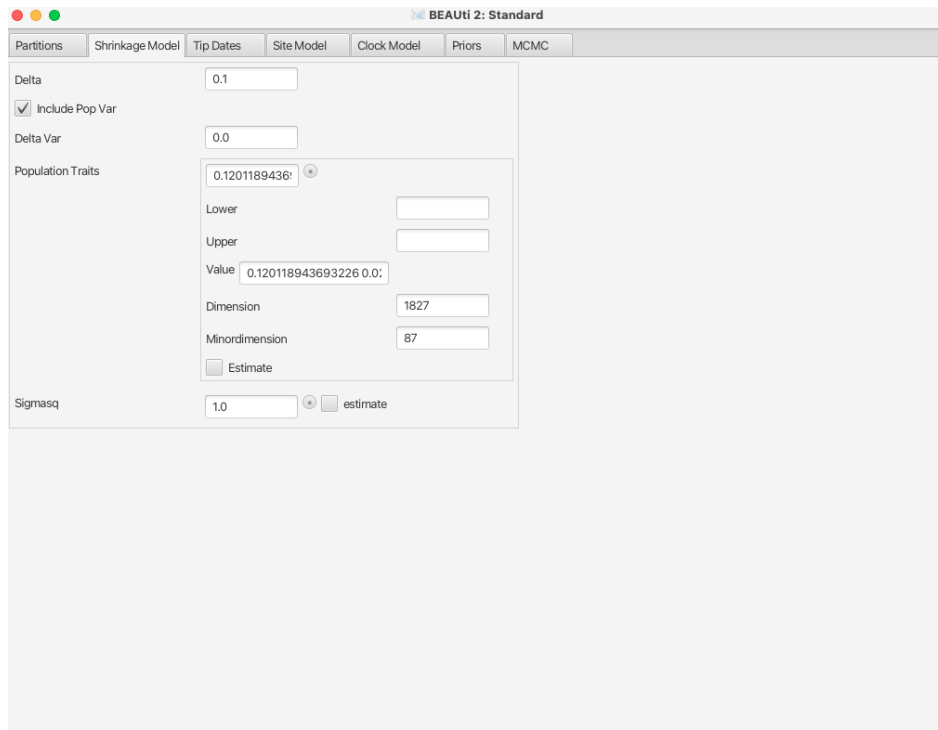 BEAUti 2: Standard
Partitions Shrinkage Model Tip Dates Site Model Clock Model Priors MCMC
Delta 0.1
Include Pop Var
Delta Var 0.0
Population Traits 0.1201189436
Lower
Upper
Value 0.120118943693226 0.02
Dimension 1827
Minordimension 87
Estimate
Sigmasq 1.0 estimate